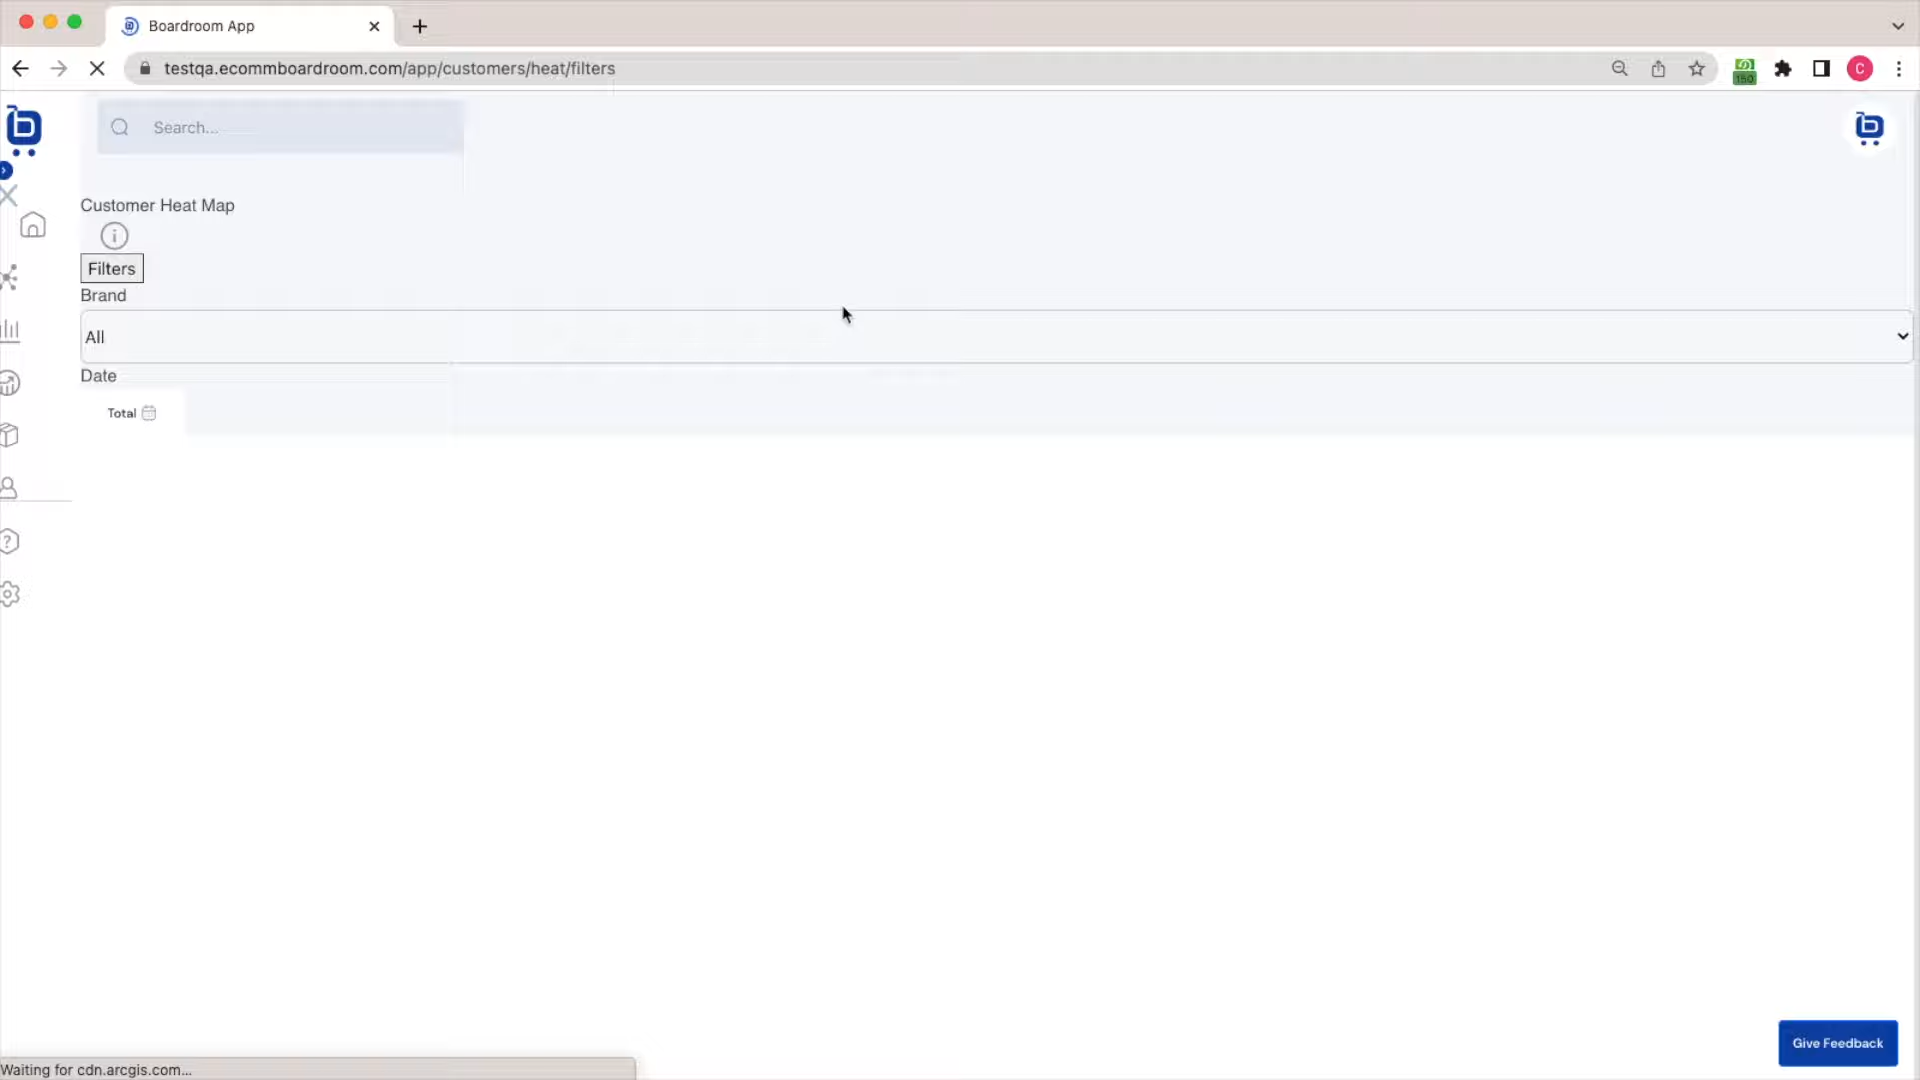 Boardroom App
testqa.ecommboardroom.com/app/customers/heat/filters
150
C
Search...
Customer Heat Map
Filters
Brand
All
Date
Total
Give Feedback
Waiting for cdn.arcgis.com...